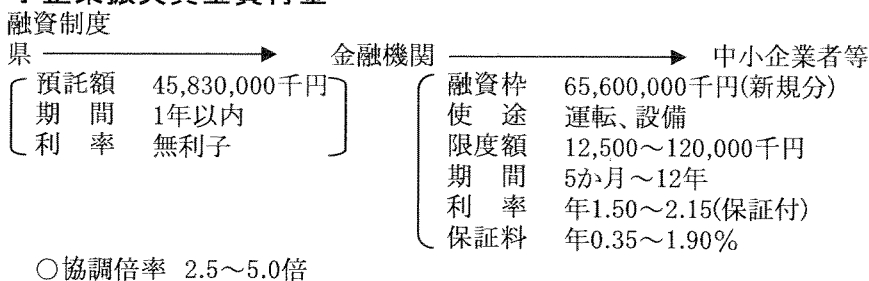 融資制度
県 金融機関 中小企業者等
預託額 45,830,000千円 融資枠 65,600,000千円(新規分)
期 間 1年以内 使 途 運転、設備
利 率 無利子 限度額 12,500～120,000千円
期 間 5か月～12年
利 率 年1.50～2.15(保証付)
保証料 年0.35～1.90%
○協調倍率 2.5～5.0倍